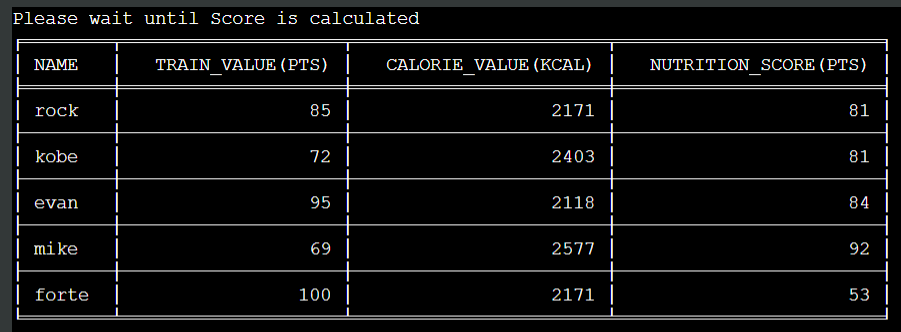 Please wait until Score is calculated
NAME TRAIN_VALUE(PTS) CALORIE_VALUE(KCAL) NUTRITION_SCORE(PTS)
rock 85 2171 81
kobe 72 2403 81
evan 95 2118 84
mike 69 2577 92
forte 100 2171 53